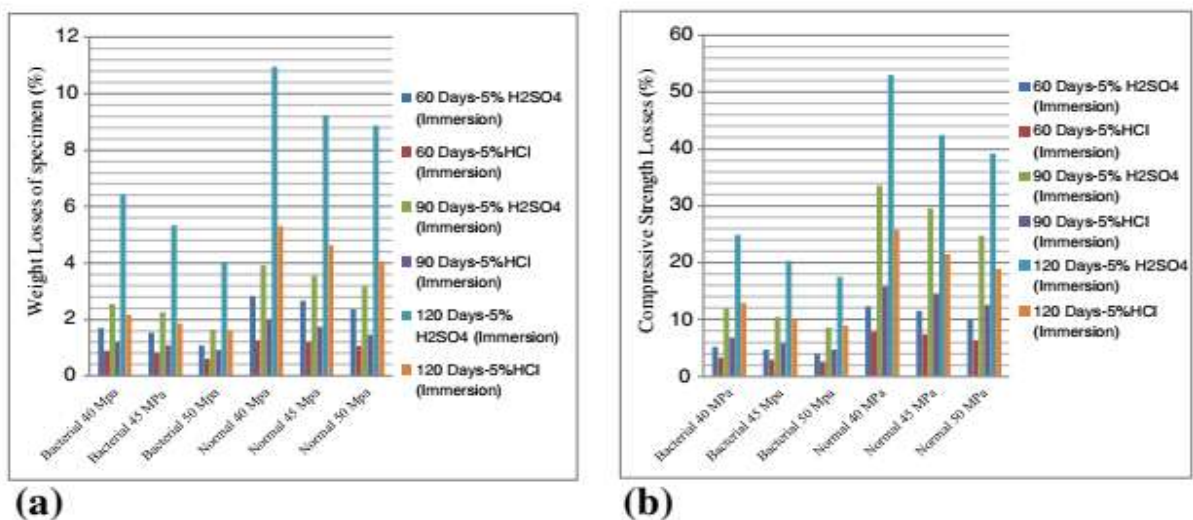 12
10
8
6
4
2
0
Weight Losses of specimen (%)
Bacterial 40 Mpa
Bacterial 45 MPa
Bacterial 50 Mpa
Normal 40 Mpa
Normal 45 Mpa
Normal 50 Mpa
60 Days-5% H2SO4
(Immersion)
60 Days-5%HCl
(Immersion)
90 Days-5% H2SO4
(Immersion)
90 Days-5%HCl
(Immersion)
120 Days-5%
H2SO4 (Immersion)
120 Days-5%HCl
(Immersion)
(a)
60
50
40
30
20
10
0
Compressive Strength Losses (%)
Bacterial 40 MPa
Bacterial 45 Mpa
Bacterial 50 Mpa
Normal 40 MPa
Normal 45 MPa
Normal 50 MPa
60 Days-5% H2SO4
(Immersion)
60 Days-5%HCl
(Immersion)
90 Days-5% H2SO4
(Immersion)
90 Days-5%HCl
(Immersion)
120 Days-5% H2SO4
(Immersion)
120 Days-5%HCl
(Immersion)
(b)